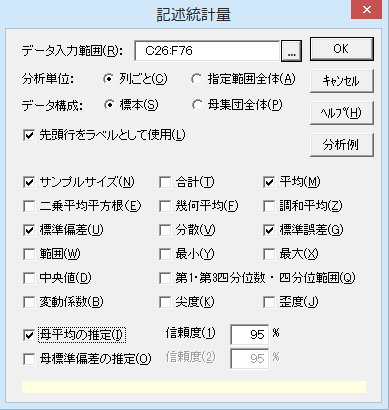 記述統計量
データ入力範囲(R): C26:F76 ... OK
分析単位: 列ごと(C) 指定範囲全体(A) キャンセル
データ構成: 標本(S) 母集団全体(P) ヘルプ(H)
先頭行をラベルとして使用(L) 分析例
サンプルサイズ(N) 合計(T) 平均(M)
二乗平均平方根(E) 幾何平均(F) 調和平均(Z)
標準偏差(U) 分散(V) 標準誤差(G)
範囲(W) 最小(Y) 最大(X)
中央値(D) 第1・第3四分位数・四分位範囲(Q)
変動係数(B) 尖度(K) 歪度(J)
母平均の推定(I) 信頼度(1) 95 %
母標準偏差の推定(O) 信頼度(2) 95 %